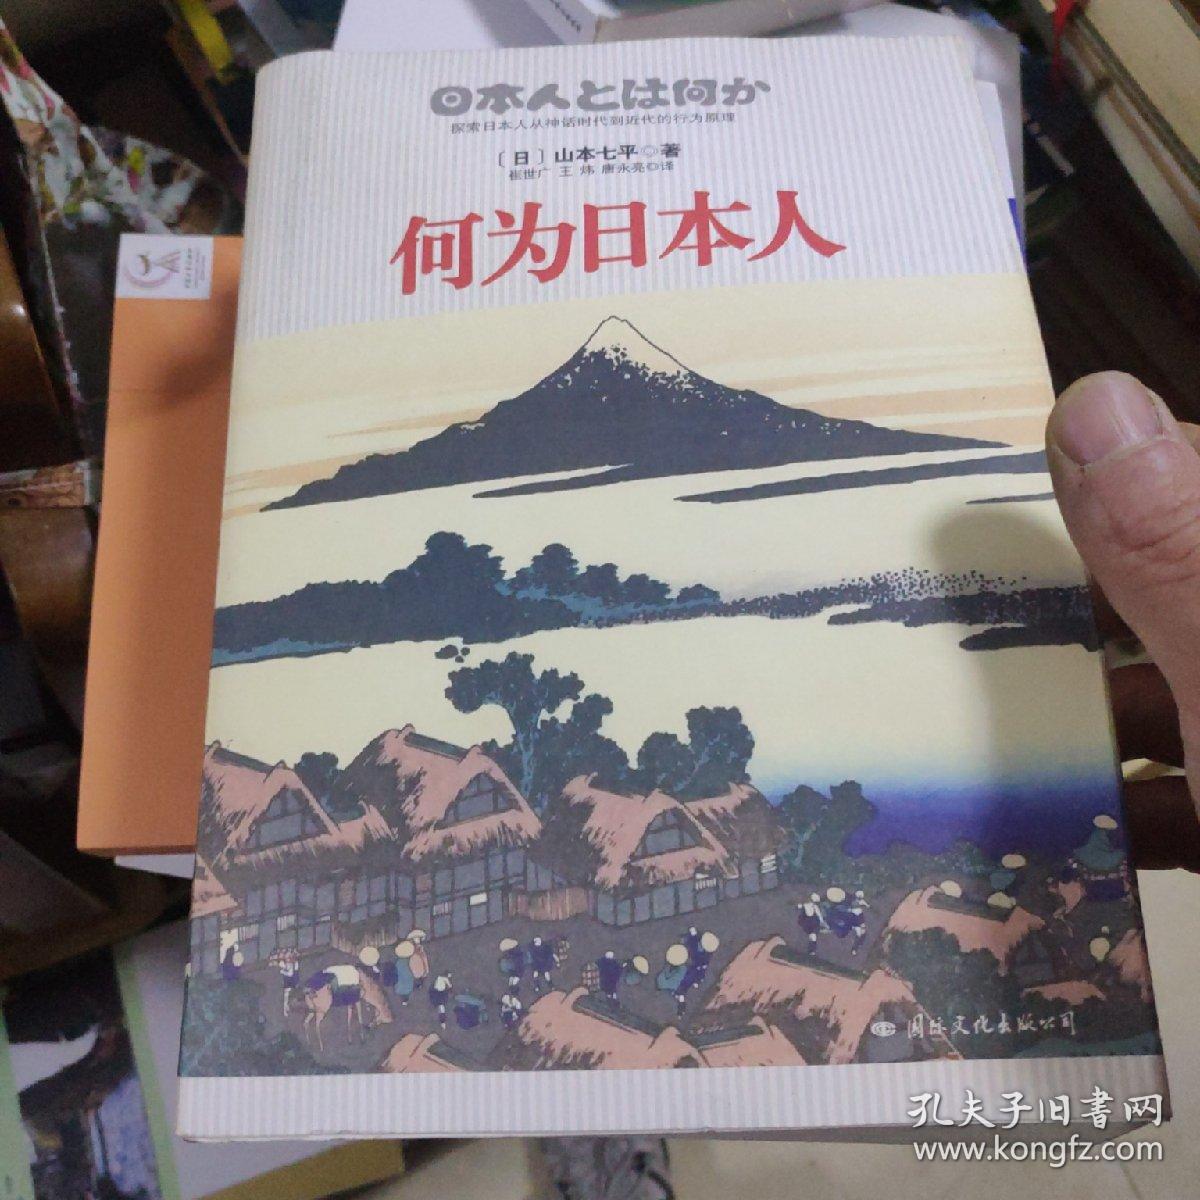 日本人とは何か
探索日本人从神话时代到近代的行为原理
〔日〕山本七平◎著
崔世广 王炜 唐永亮◎译
何为日本人
国际文化出版公司
孔夫子旧書网
www.kongfz.com